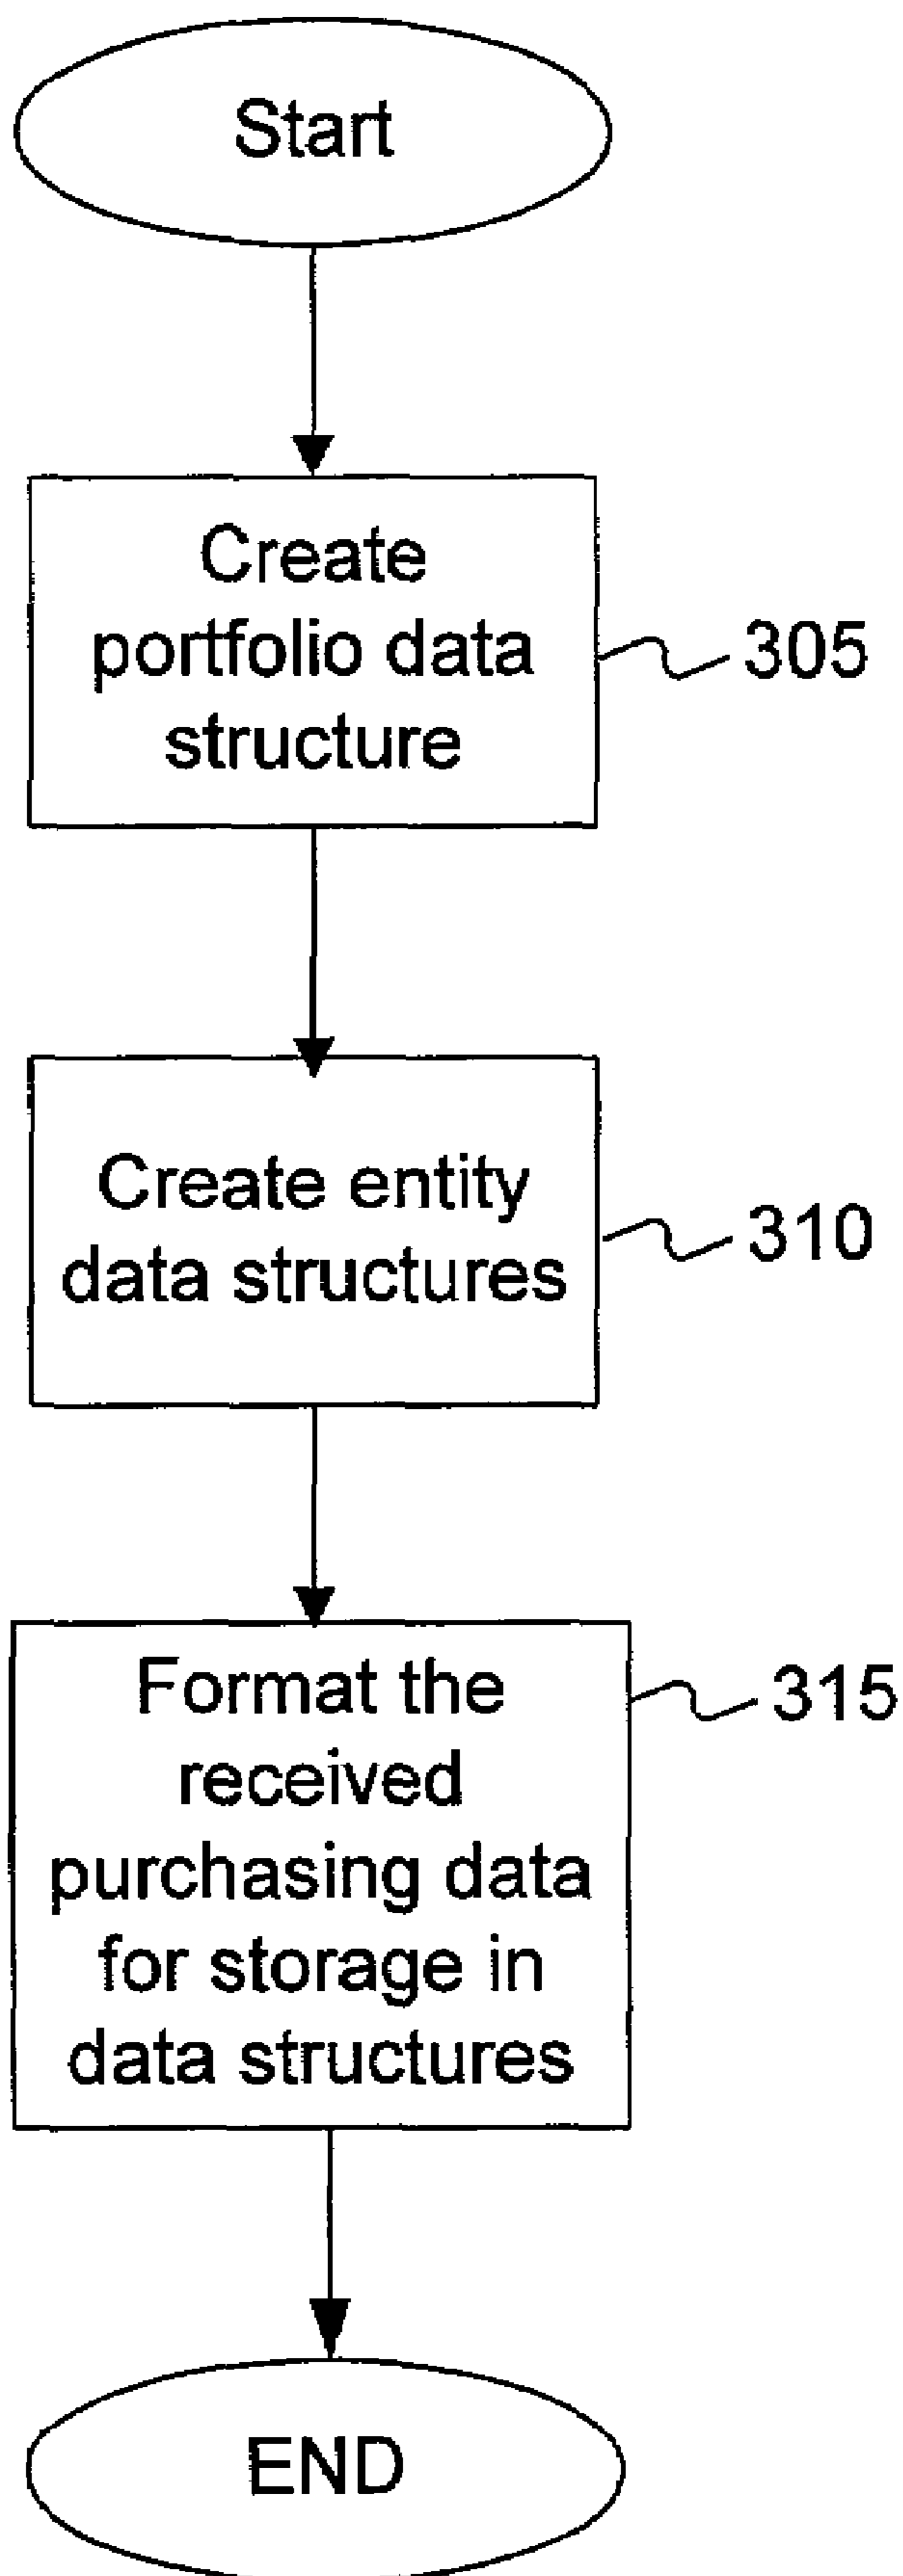 Start
Create
portfolio data
structure
305
Create entity
data structures
310
Format the
received
purchasing data
for storage in
data structures
315
END